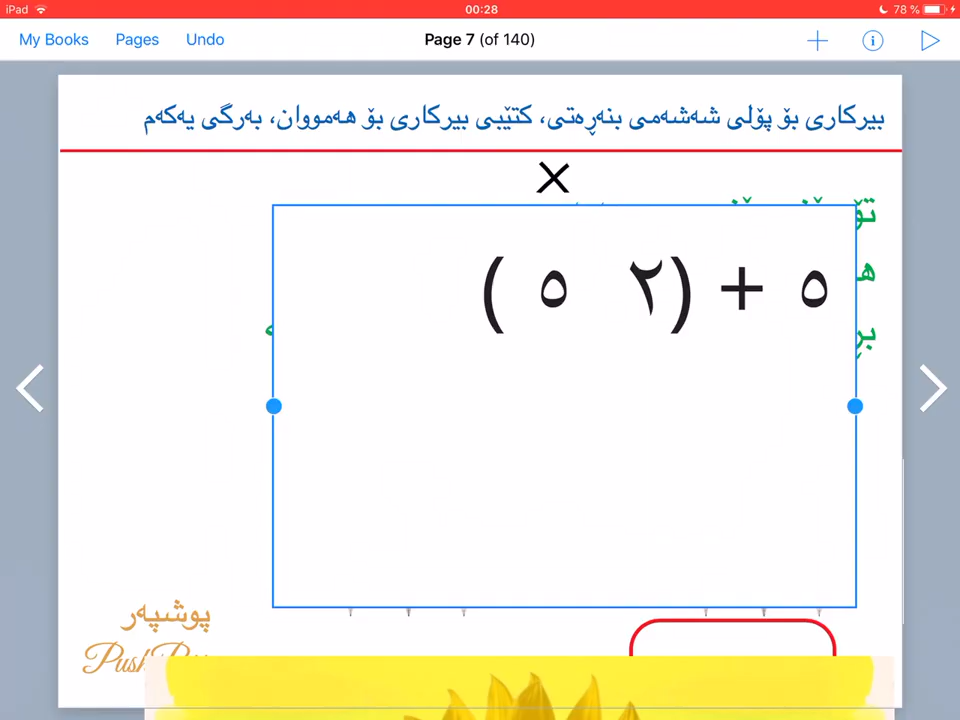 iPad 00:28 78 %
My Books Pages Undo Page 7 (of 140)
بیرکاری بۆ پۆلی شەشەمی بنەڕەتی، کتێبی بیرکاری بۆ هەمووان، بەرگی یەکەم
×
٥ + (٢ ٥ )
پوشپەر